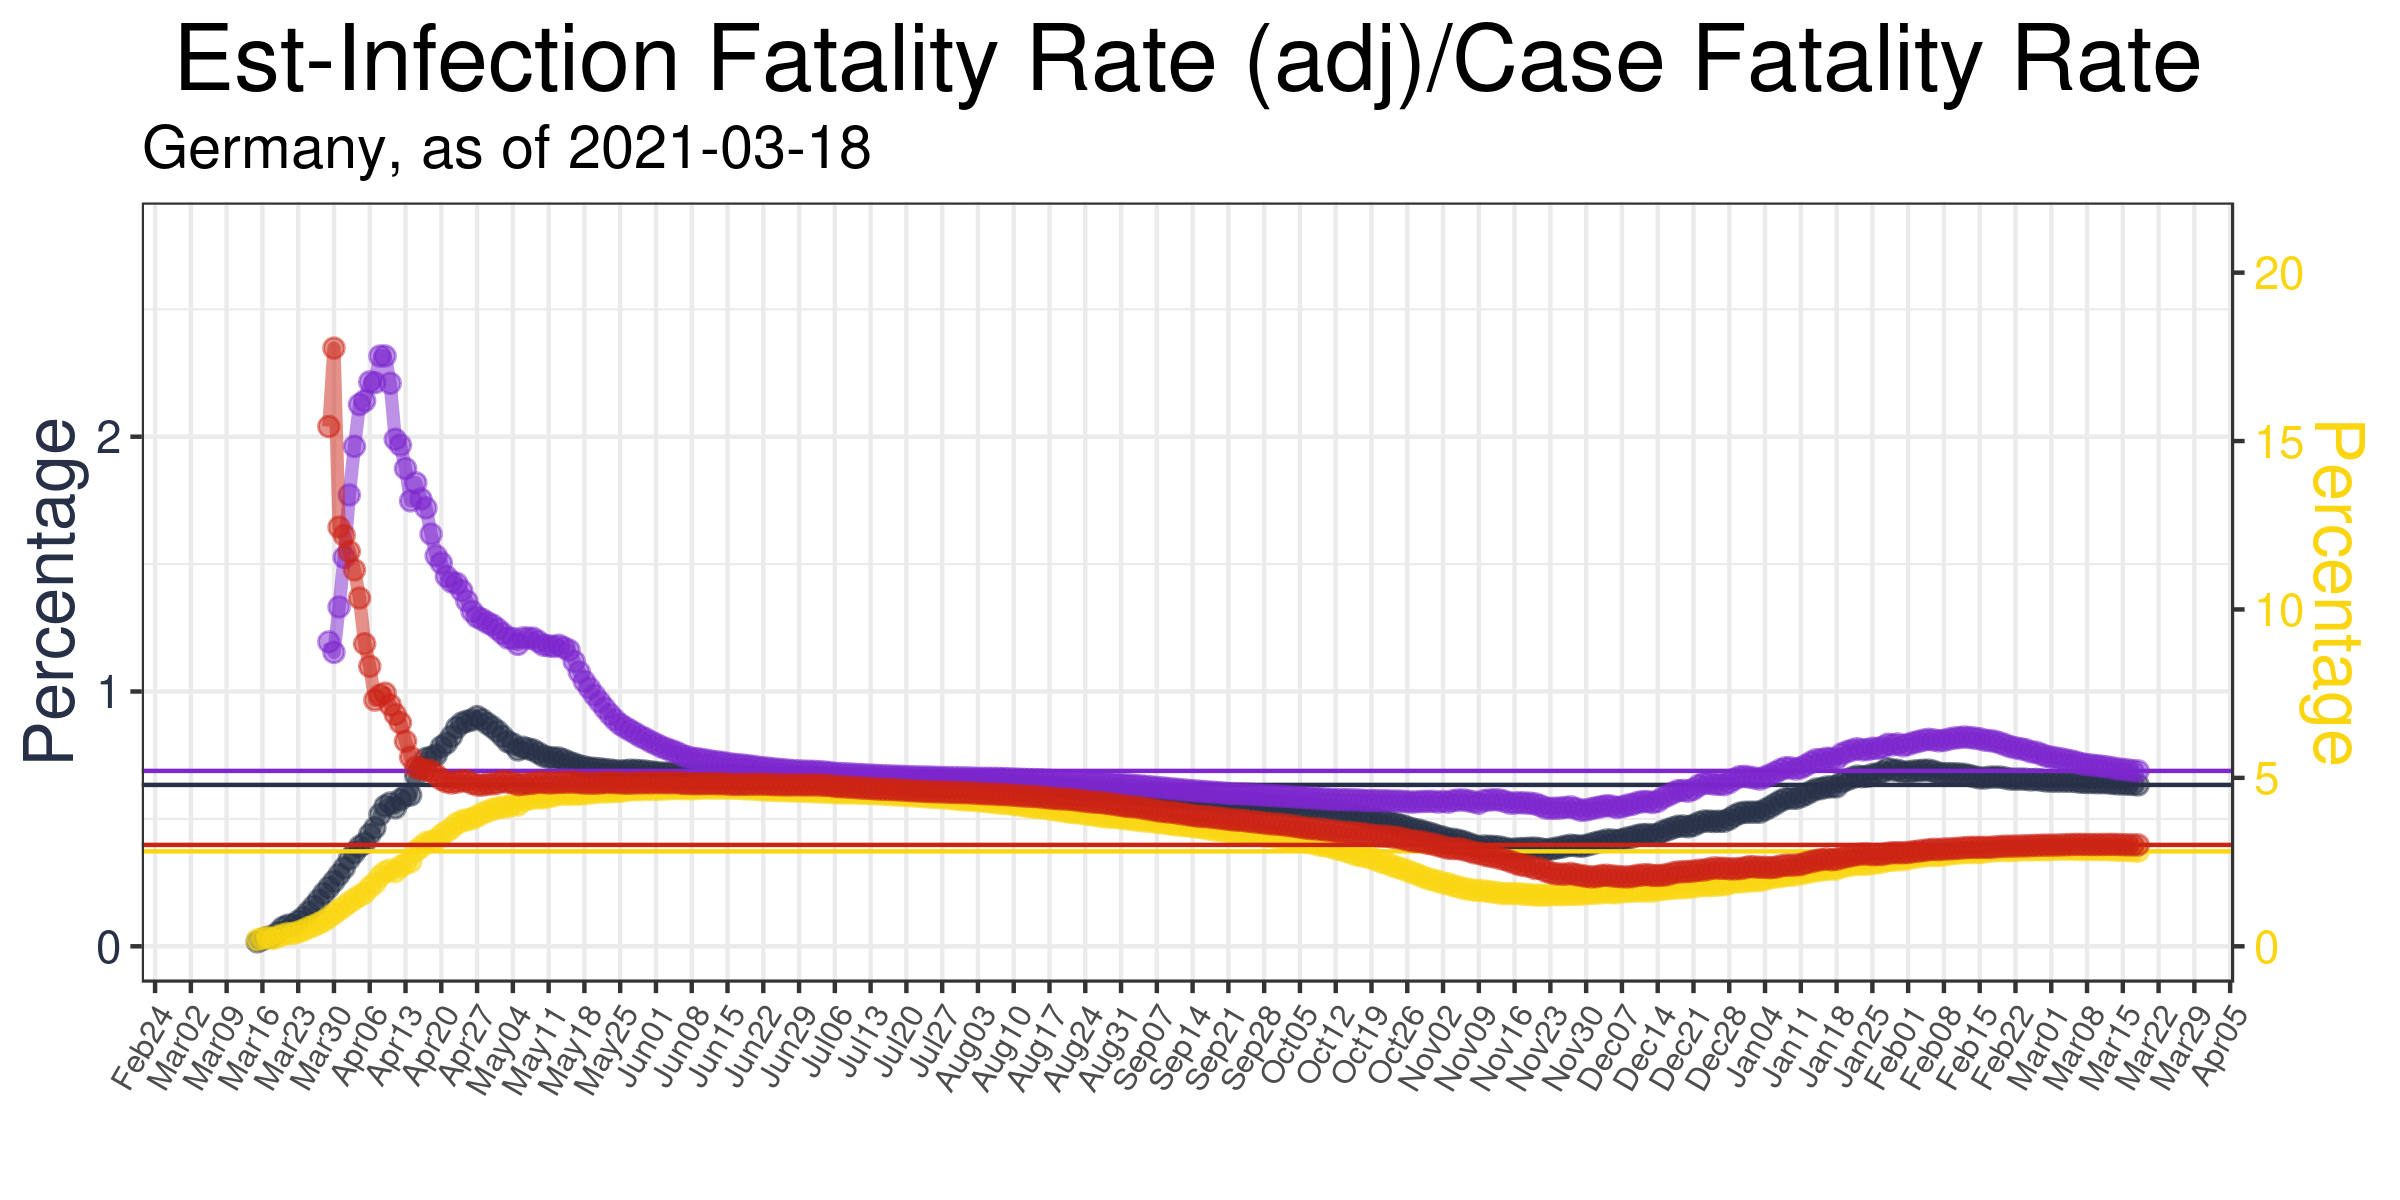 Est-Infection Fatality Rate (adj)/Case Fatality Rate
Germany, as of 2021-03-18
Percentage
2
1
0
20
15
10
5
0
Percentage
Feb24
Mar02
Mar09
Mar16
Mar23
Mar30
Apr06
Apr13
Apr20
Apr27
May04
May11
May18
May25
Jun01
Jun08
Jun15
Jun22
Jun29
Jul06
Jul13
Jul20
Jul27
Aug03
Aug10
Aug17
Aug24
Aug31
Sep07
Sep14
Sep21
Sep28
Oct05
Oct12
Oct19
Oct26
Nov02
Nov09
Nov16
Nov23
Nov30
Dec07
Dec14
Dec21
Dec28
Dec04
Jan11
Jan18
Jan25
Feb01
Feb08
Feb15
Feb22
Mar01
Mar08
Mar15
Mar22
Mar29
Apr05